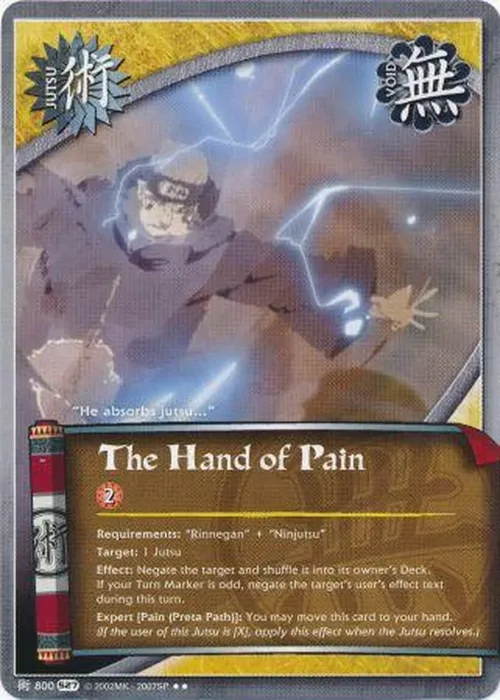 JUTSU
術
VOID
無
"He absorbs jutsu..."
The Hand of Pain
2
Requirements: "Rinnegan" + "Ninjutsu"
Target: 1 Jutsu
Effect: Negate the target and shuffle it into its owner's Deck.
If your Turn Marker is odd, negate the target's user's effect text
during this turn.
Expert [Pain (Preta Path)]: You may move this card to your hand.
(If the user of this Jutsu is [X], apply this effect when the Jutsu resolves.)
術
術 800 © 2002MK - 2007SP ★★